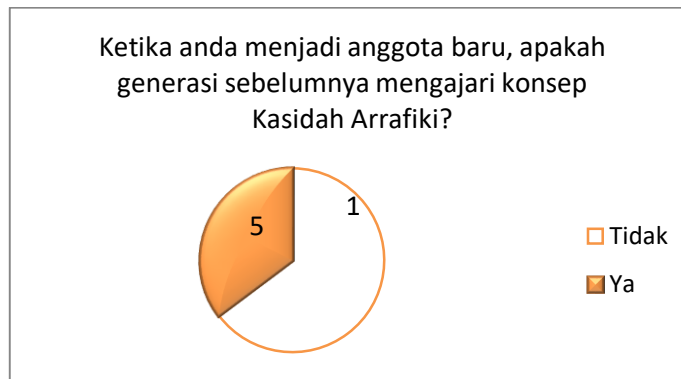 Ketika anda menjadi anggota baru, apakah
generasi sebelumnya mengajari konsep
Kasidah Arrafiki?
1
5
Tidak
Ya